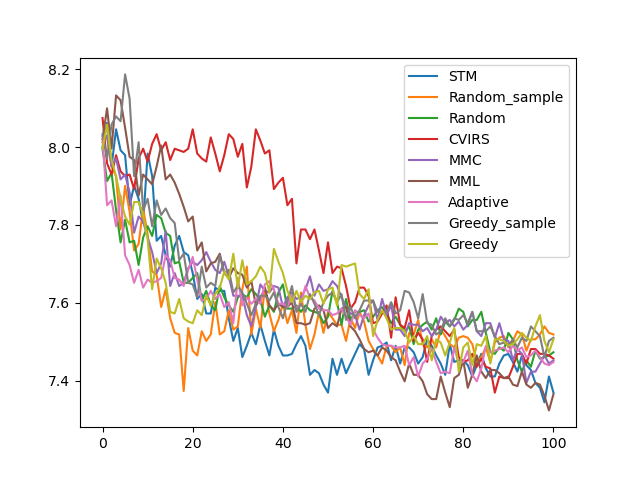 8.2
8.0
7.8
7.6
7.4
0
20
40
60
80
100
STM
Random_sample
Random
CVIRS
MMC
MML
Adaptive
Greedy_sample
Greedy